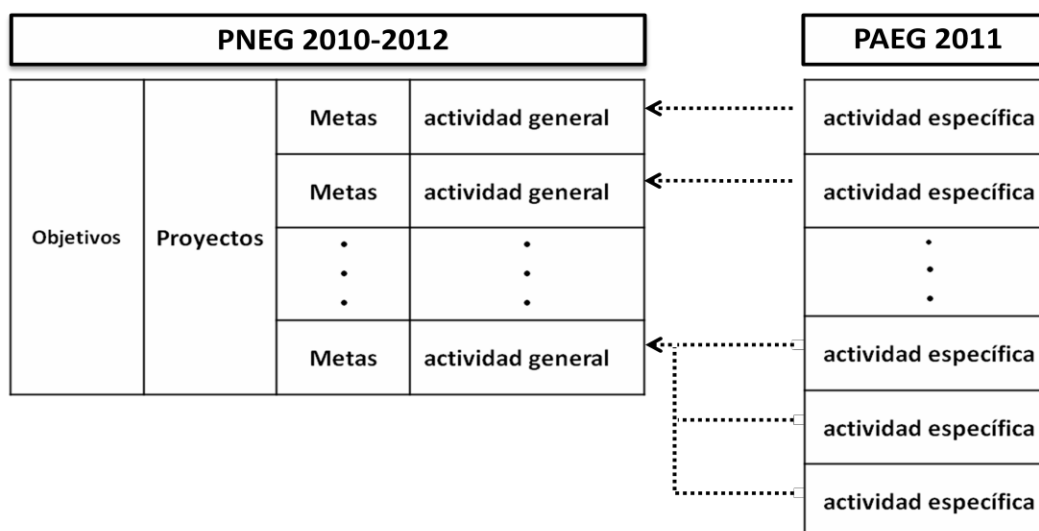 PNEG 2010-2012
PAEG 2011
Objetivos
Proyectos
Metas
actividad general
actividad específica
Metas
actividad general
actividad específica
Metas
actividad general
actividad específica
actividad específica
actividad específica